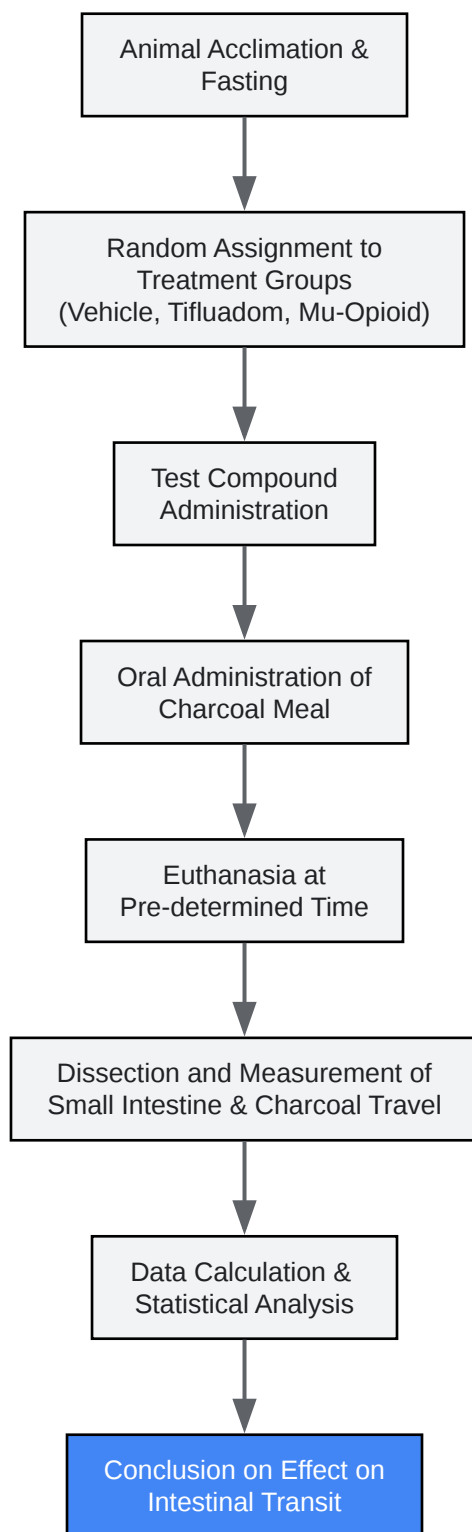 Animal Acclimation &
Fasting
Random Assignment to
Treatment Groups
(Vehicle, Tifluadom, Mu-Opioid)
Test Compound
Administration
Oral Administration of
Charcoal Meal
Euthanasia at
Pre-determined Time
Dissection and Measurement of
Small Intestine & Charcoal Travel
Data Calculation &
Statistical Analysis
Conclusion on Effect on
Intestinal Transit